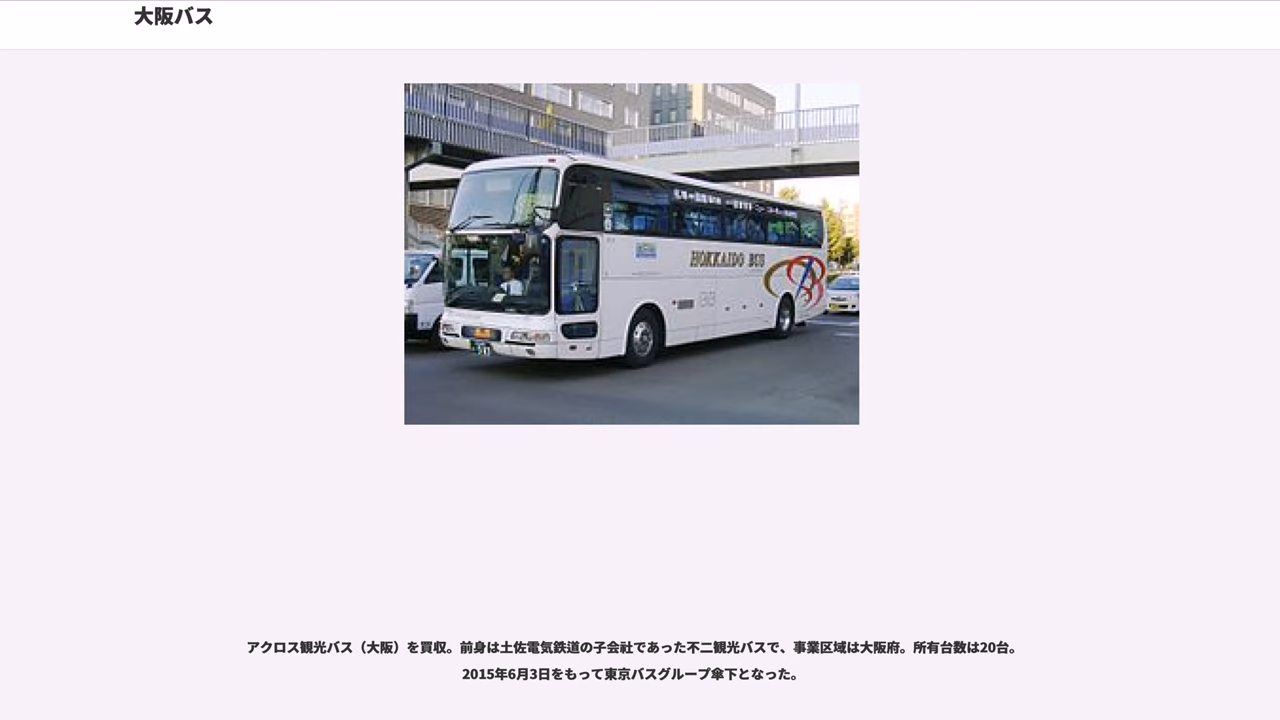 大阪バス
HOKKAIDO BUS
アクロス観光バス（大阪）を買収。前身は土佐電気鉄道の子会社であった不二観光バスで、事業区域は大阪府。所有台数は20台。
2015年6月3日をもって東京バスグループ傘下となった。